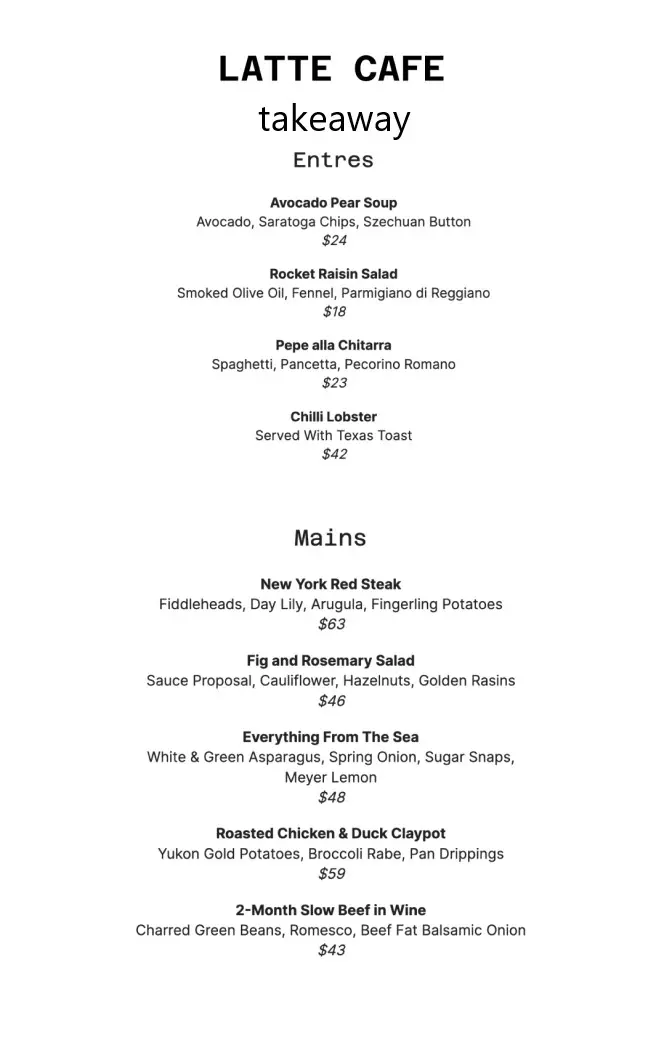 LATTE CAFE
takeaway
Entres
Avocado Pear Soup
Avocado, Saratoga Chips, Szechuan Button
$24
Rocket Raisin Salad
Smoked Olive Oil, Fennel, Parmigiano di Reggiano
$18
Pepe alla Chitarra
Spaghetti, Pancetta, Pecorino Romano
$23
Chilli Lobster
Served With Texas Toast
$42
Mains
New York Red Steak
Fiddleheads, Day Lily, Arugula, Fingerling Potatoes
$63
Fig and Rosemary Salad
Sauce Proposal, Cauliflower, Hazelnuts, Golden Rasins
$46
Everything From The Sea
White & Green Asparagus, Spring Onion, Sugar Snaps,
Meyer Lemon
$48
Roasted Chicken & Duck Claypot
Yukon Gold Potatoes, Broccoli Rabe, Pan Drippings
$59
2-Month Slow Beef in Wine
Charred Green Beans, Romesco, Beef Fat Balsamic Onion
$43